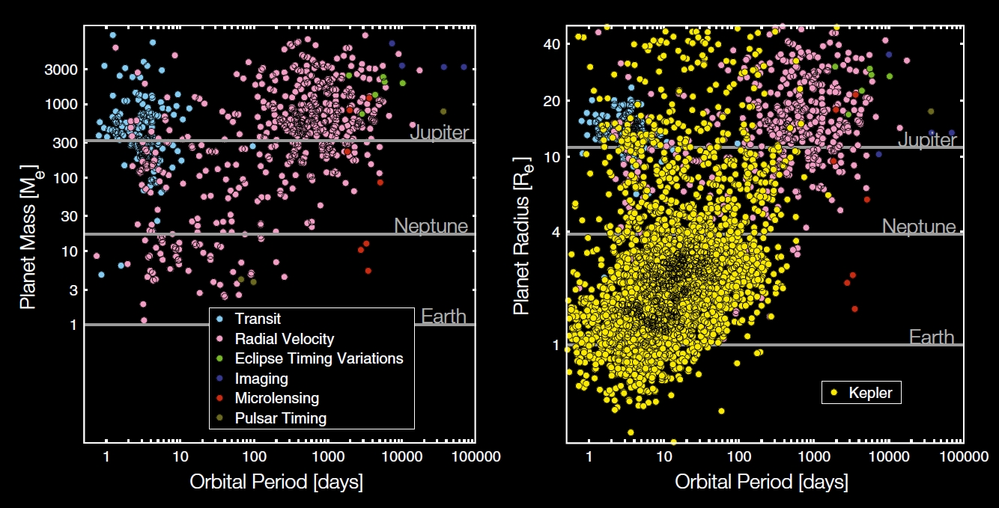 Planet Mass [Me]
3000
1000
300
100
30
10
3
1
Jupiter
Neptune
Earth
Transit
Radial Velocity
Eclipse Timing Variations
Imaging
Microlensing
Pulsar Timing
1 10 100 1000 10000 100000
Orbital Period [days]
Planet Radius [Re]
40
20
10
4
1
Jupiter
Neptune
Earth
Kepler
1 10 100 1000 10000 100000
Orbital Period [days]